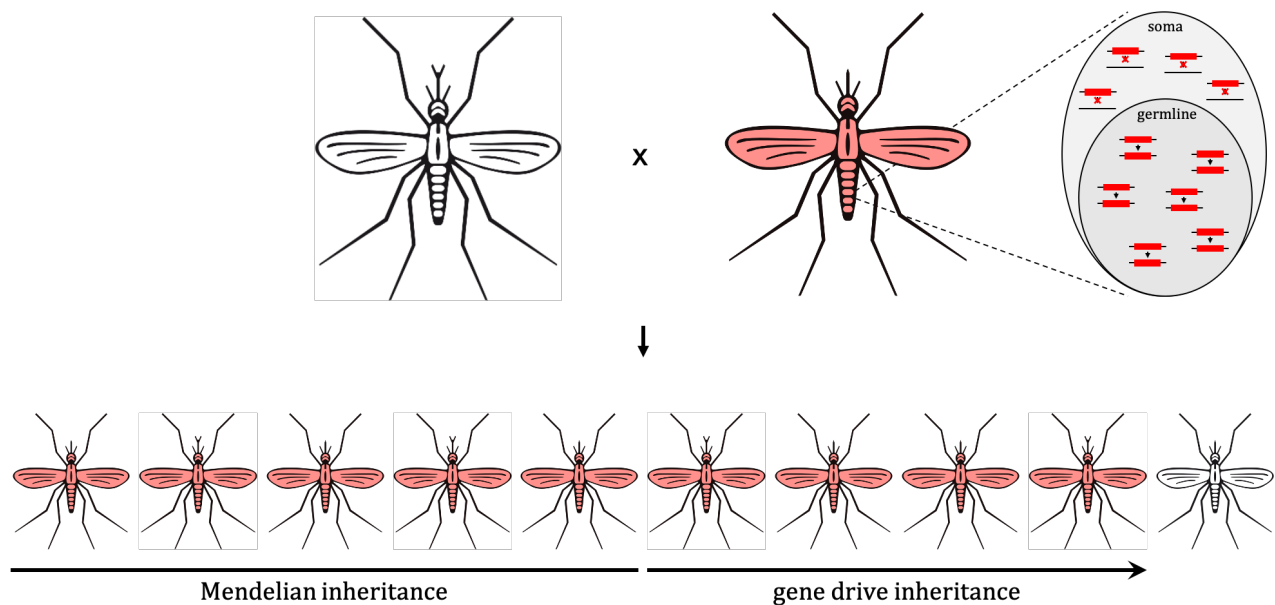 soma
germline
x
Mendelian inheritance
gene drive inheritance